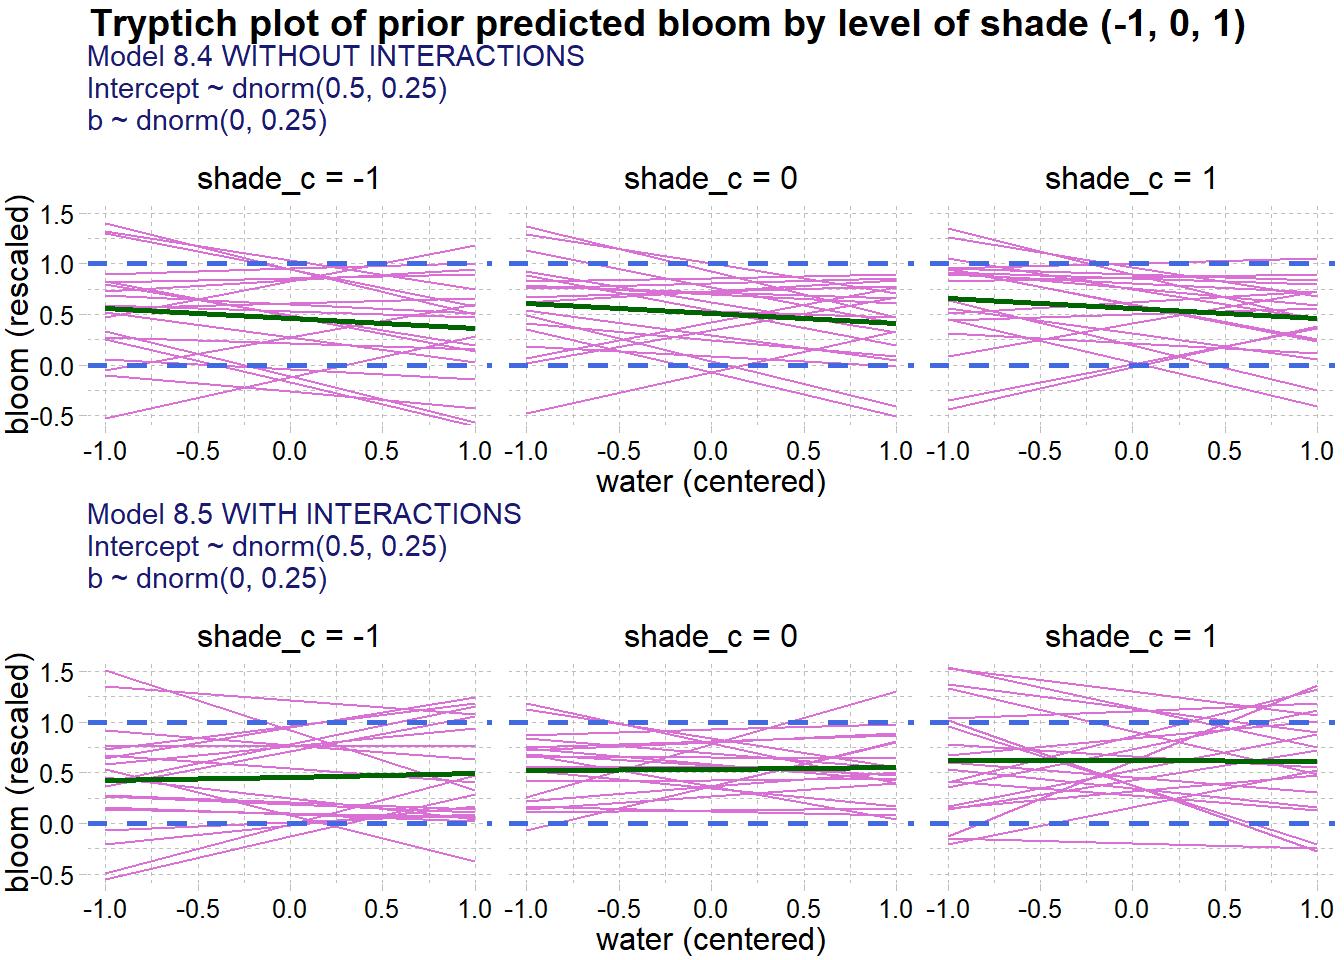 Tryptich plot of prior predicted bloom by level of shade (-1, 0, 1)
Model 8.4 WITHOUT INTERACTIONS
Intercept ~ dnorm(0.5, 0.25)
b ~ dnorm(0, 0.25)
shade_c = -1 shade_c = 0 shade_c = 1
bloom (rescaled)
1.5
1.0
0.5
0.0
-0.5
-1.0 -0.5 0.0 0.5 1.0 -1.0 -0.5 0.0 0.5 1.0 -1.0 -0.5 0.0 0.5 1.0
water (centered)
Model 8.5 WITH INTERACTIONS
Intercept ~ dnorm(0.5, 0.25)
b ~ dnorm(0, 0.25)
shade_c = -1 shade_c = 0 shade_c = 1
bloom (rescaled)
1.5
1.0
0.5
0.0
-0.5
-1.0 -0.5 0.0 0.5 1.0 -1.0 -0.5 0.0 0.5 1.0 -1.0 -0.5 0.0 0.5 1.0
water (centered)